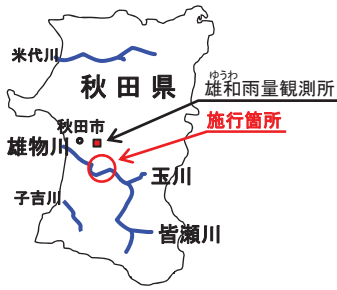 米代川
秋田県
ゆうわ
雄和雨量観測所
施行箇所
秋田市
雄物川
玉川
子吉川
皆瀬川